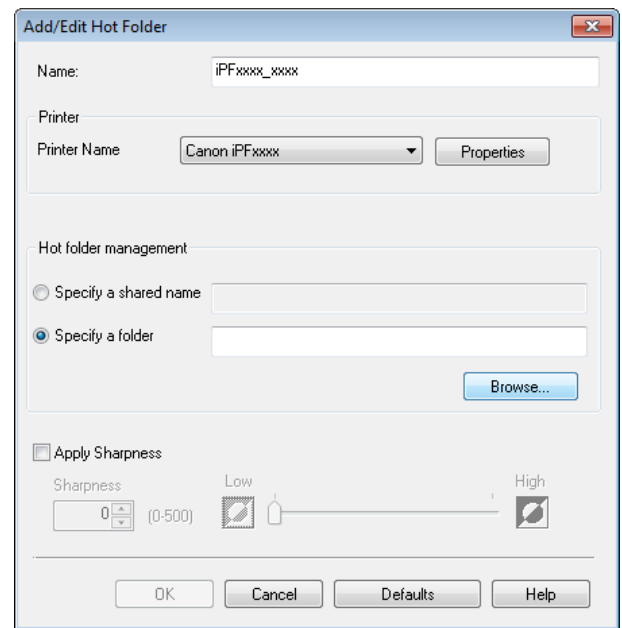 Add/Edit Hot Folder
Name: iPFxxxx_xxxx
Printer
Printer Name Canon iPFxxxx Properties
Hot folder management
Specify a shared name
Specify a folder
Browse...
Apply Sharpness
Sharpness Low High
0 (0-500)
OK Cancel Defaults Help